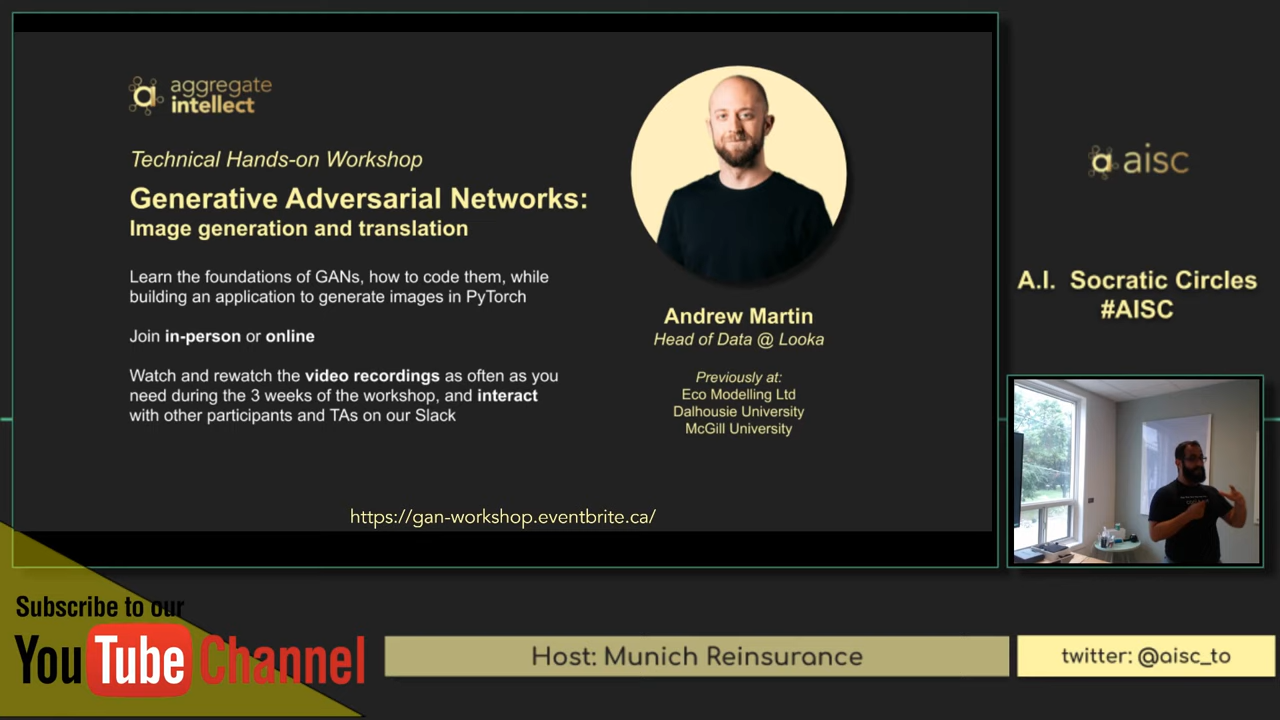 aggregate
intellect
Technical Hands-on Workshop
Generative Adversarial Networks:
Image generation and translation
Learn the foundations of GANs, how to code them, while
building an application to generate images in PyTorch
Join in-person or online
Watch and rewatch the video recordings as often as you
need during the 3 weeks of the workshop, and interact
with other participants and TAs on our Slack
Andrew Martin
Head of Data @ Looka
Previously at:
Eco Modelling Ltd
Dalhousie University
McGill University
https://gan-workshop.eventbrite.ca/
aisc
A.I. Socratic Circles
#AISC
Subscribe to our
YouTube Channel
Host: Munich Reinsurance
twitter: @aisc_to